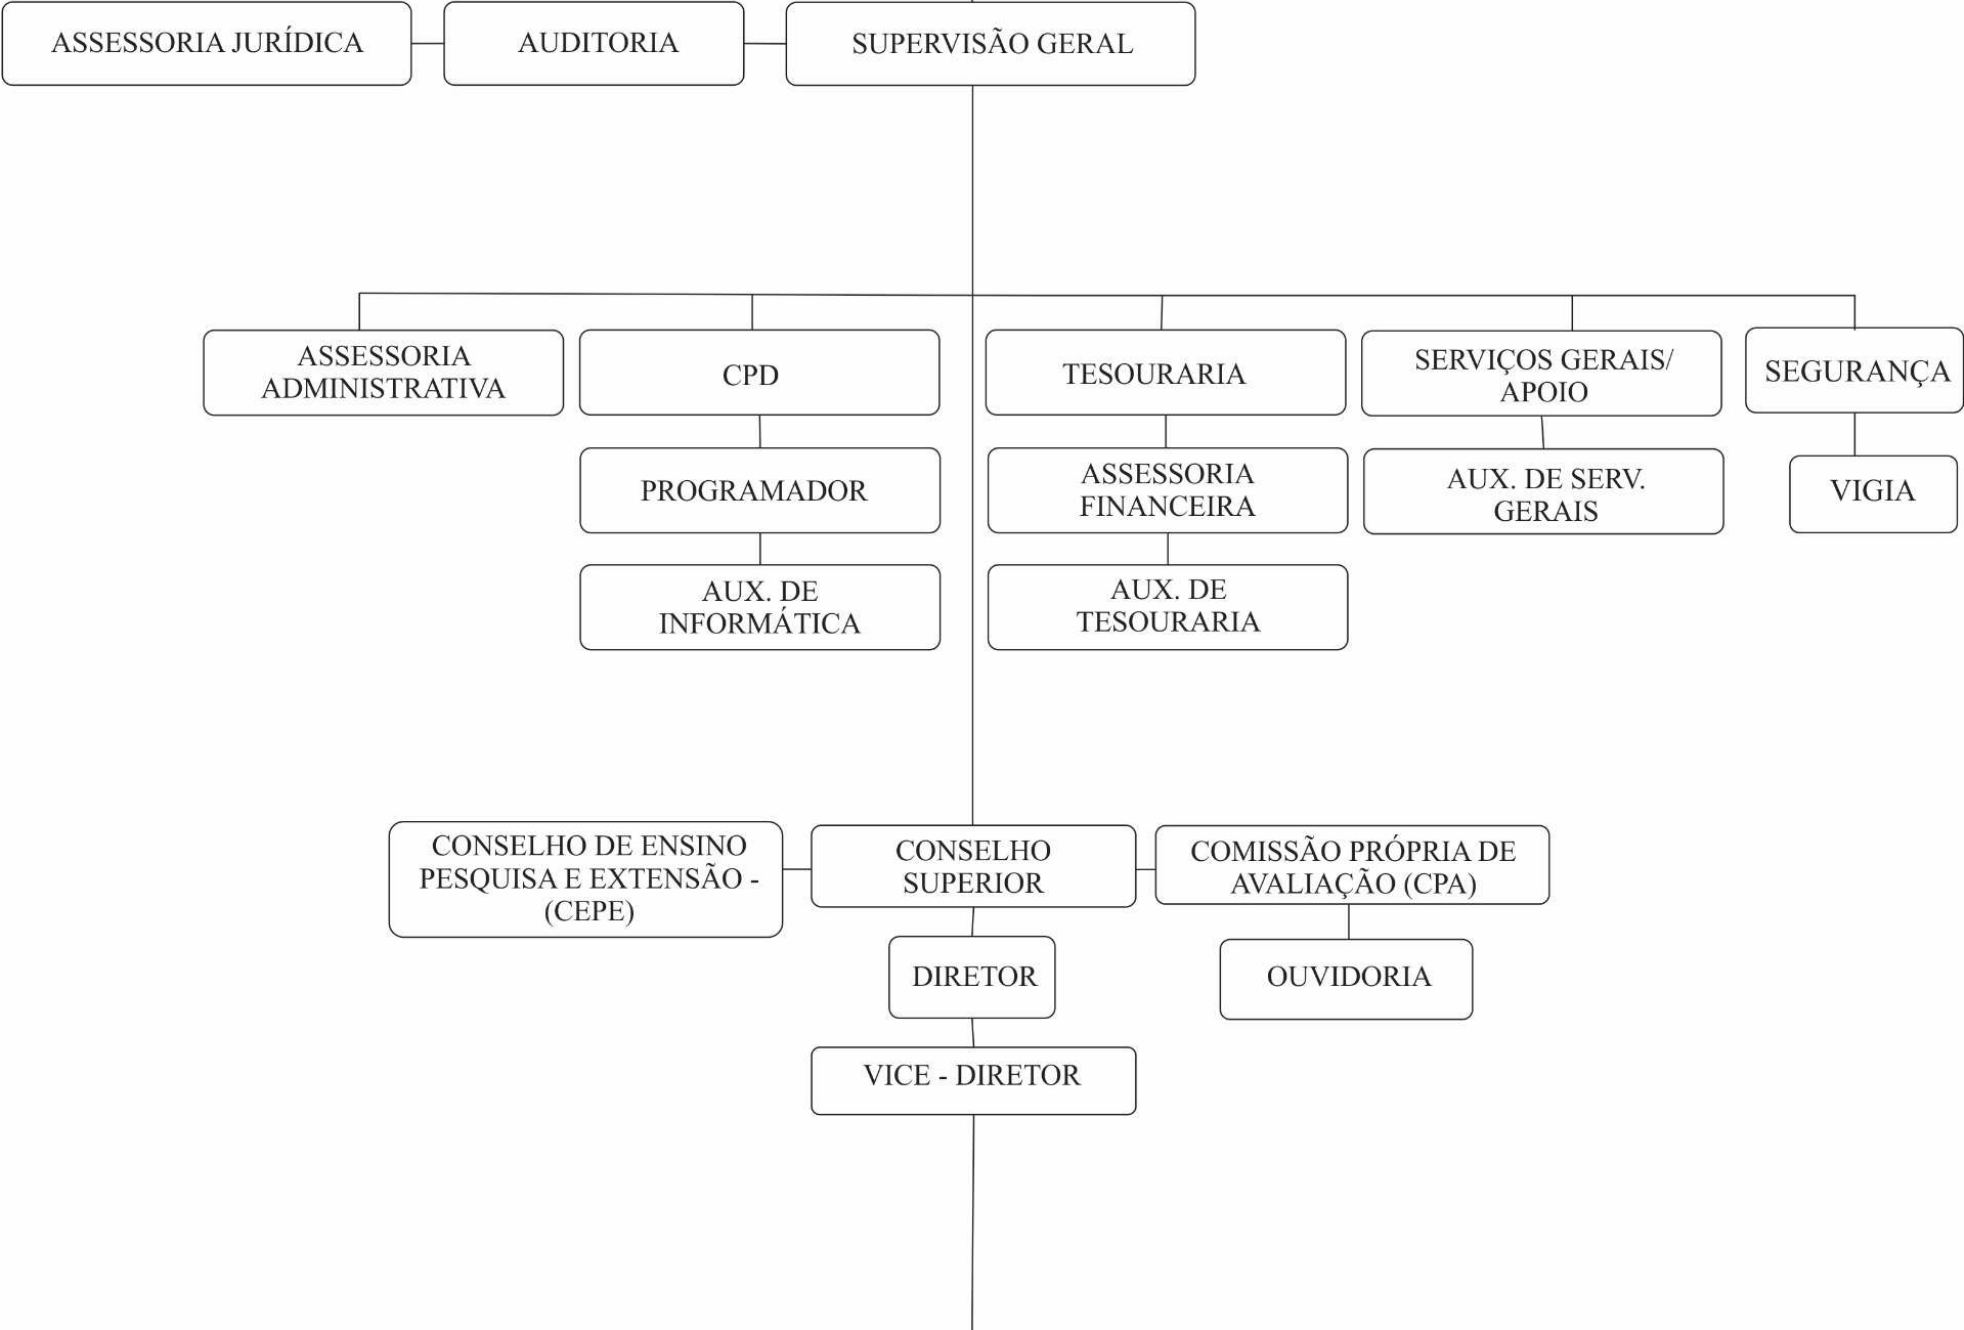 ASSESSORIA JURÍDICA
AUDITORIA
SUPERVISÃO GERAL
ASSESSORIA
ADMINISTRATIVA
CPD
TESOURARIA
SERVIÇOS GERAIS/
APOIO
SEGURANÇA
PROGRAMADOR
ASSESSORIA
FINANCEIRA
AUX. DE SERV.
GERAIS
VIGIA
AUX. DE
INFORMÁTICA
AUX. DE
TESOURARIA
CONSELHO DE ENSINO
PESQUISA E EXTENSÃO -
(CEPE)
CONSELHO
SUPERIOR
COMISSÃO PRÓPRIA DE
AVALIAÇÃO (CPA)
DIRETOR
OUVIDORIA
VICE - DIRETOR